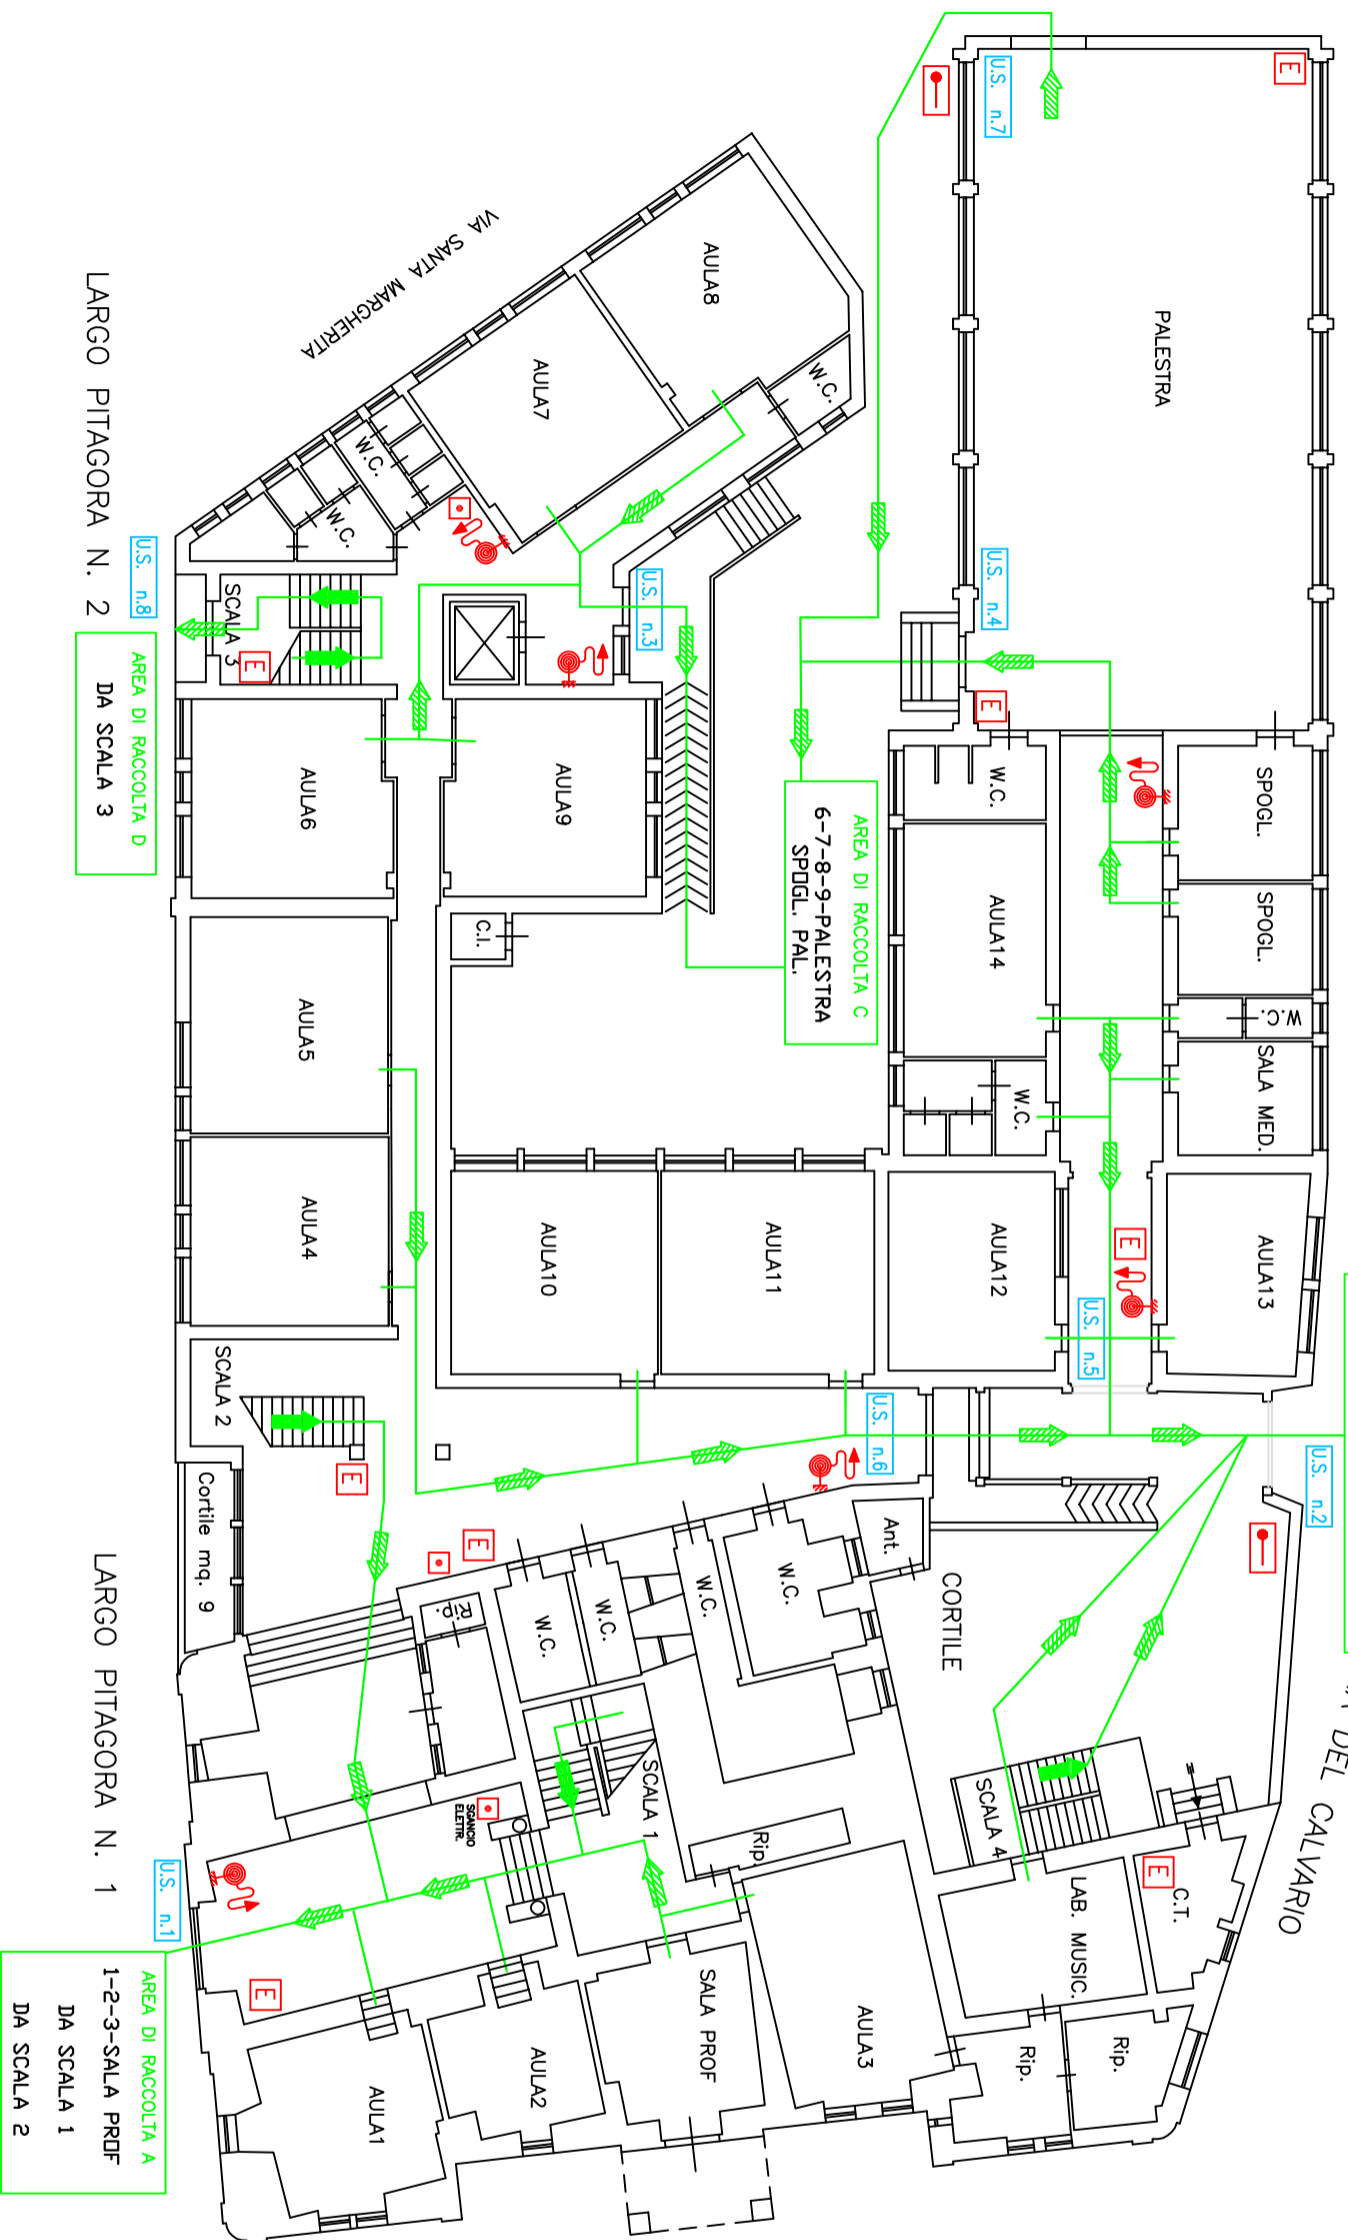 E
U.S. n.7
PALESTRA
VIA SANTA MARGHERITA
AULA8
AULA7
W.C.
W.C.
W.C.
LARGO PITAGORA N. 2
U.S. n.8
SCALA 3
E
AREA DI RACCOLTA D
DA SCALA 3
U.S. n.3
U.S. n.4
E
W.C.
SPOGL.
SPOGL.
W.C.
SALA MED.
AULA14
W.C.
AREA DI RACCOLTA C
6-7-8-9-PALESTRA
SPOGL. PAL.
AULA9
AULA6
C.I.
AULA5
AULA4
AULA10
AULA11
AULA12
AULA13
E
U.S. n.5
U.S. n.6
U.S. n.2
SCALA 2
E
Cortile mq. 9
LARGO PITAGORA N. 1
E
R.P.
W.C.
W.C.
W.C.
W.C.
Ant.
CORTILE
DEL CALVARIO
SCALA 4
E
C.T.
LAB. MUSIC.
Rip.
Rip.
Rip.
SCALA 1
SGANCIO
ELETTR.
AULA3
SALA PROF
AULA2
AULA1
E
U.S. n.1
AREA DI RACCOLTA A
1-2-3-SALA PROF
DA SCALA 1
DA SCALA 2